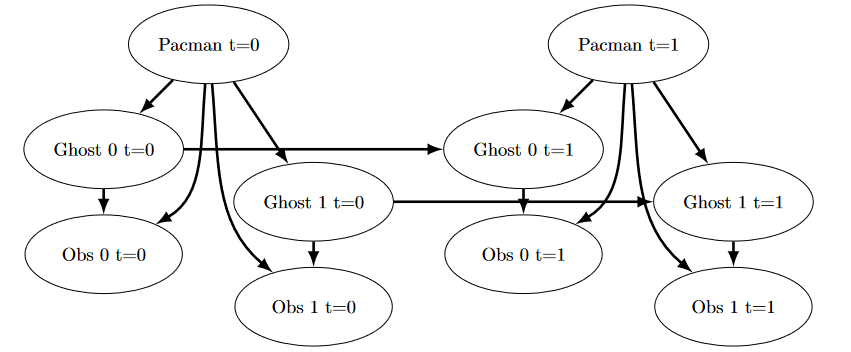 Pacman t=0
Pacman t=1
Ghost 0 t=0
Ghost 0 t=1
Ghost 1 t=0
Ghost 1 t=1
Obs 0 t=0
Obs 0 t=1
Obs 1 t=0
Obs 1 t=1